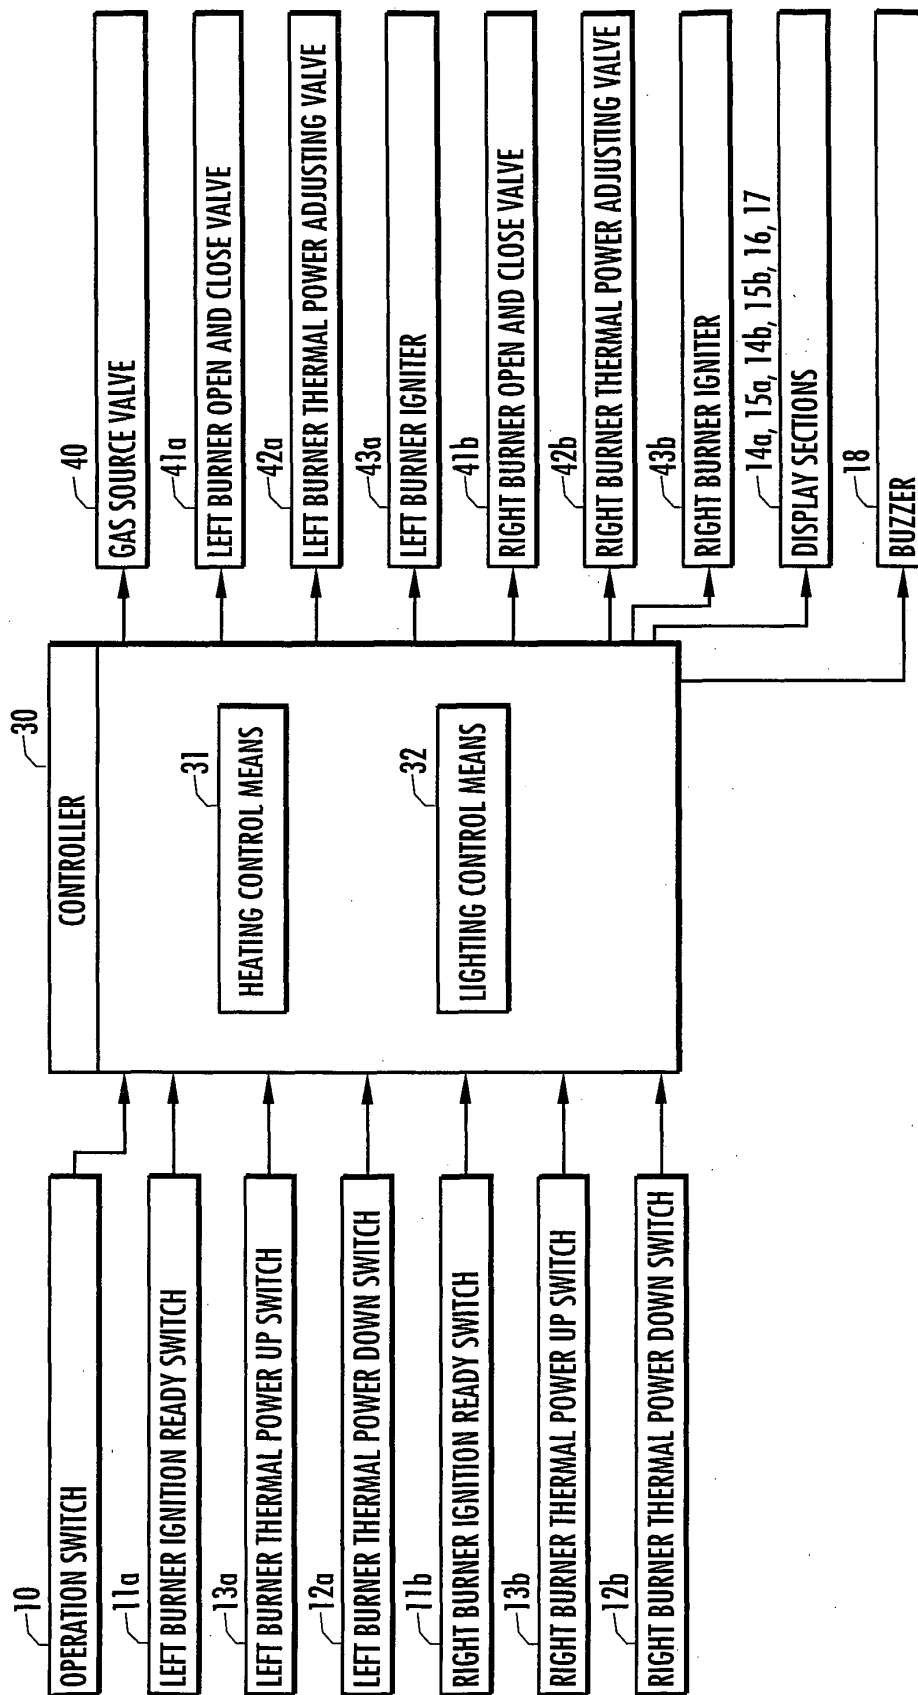 10
OPERATION SWITCH
11a
LEFT BURNER IGNITION READY SWITCH
13a
LEFT BURNER THERMAL POWER UP SWITCH
12a
LEFT BURNER THERMAL POWER DOWN SWITCH
11b
RIGHT BURNER IGNITION READY SWITCH
13b
RIGHT BURNER THERMAL POWER UP SWITCH
12b
RIGHT BURNER THERMAL POWER DOWN SWITCH
30
CONTROLLER
31
HEATING CONTROL MEANS
32
LIGHTING CONTROL MEANS
40
GAS SOURCE VALVE
41a
LEFT BURNER OPEN AND CLOSE VALVE
42a
LEFT BURNER THERMAL POWER ADJUSTING VALVE
43a
LEFT BURNER IGNITER
41b
RIGHT BURNER OPEN AND CLOSE VALVE
42b
RIGHT BURNER THERMAL POWER ADJUSTING VALVE
43b
RIGHT BURNER IGNITER
14a, 15a, 14b, 15b, 16, 17
DISPLAY SECTIONS
18
BUZZER